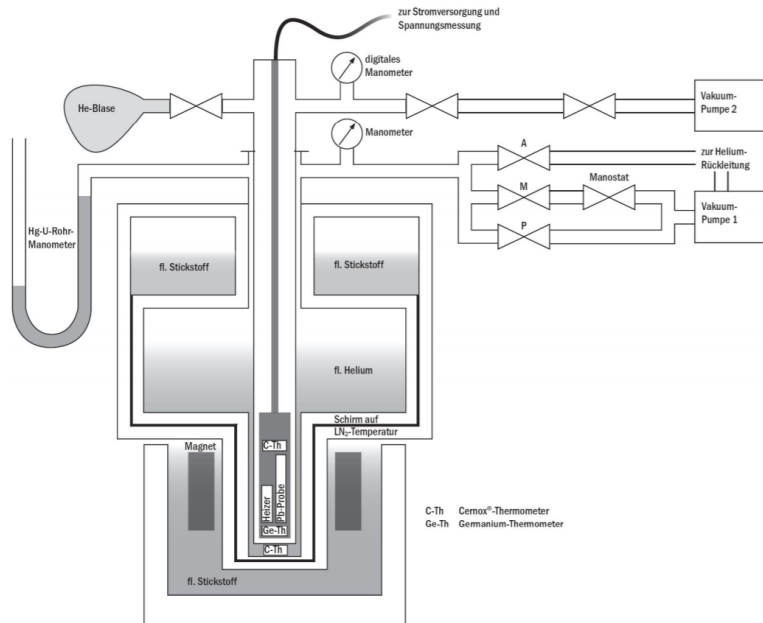 zur Stromversorgung und
Spannungsmessung
digitales
Manometer
He-Blase
Vakuum-
Pumpe 2
Manometer
A
zur Helium-
Rückleitung
M
Manostat
Vakuum-
Pumpe 1
P
Hg-U-Rohr-
Manometer
fl. Stickstoff
fl. Stickstoff
fl. Helium
Schirm auf
LN₂-Temperatur
Magnet
C-Th
Heizer
Pb-Probe
Ge-Th
C-Th
C-Th Cernox®-Thermometer
Ge-Th Germanium-Thermometer
fl. Stickstoff